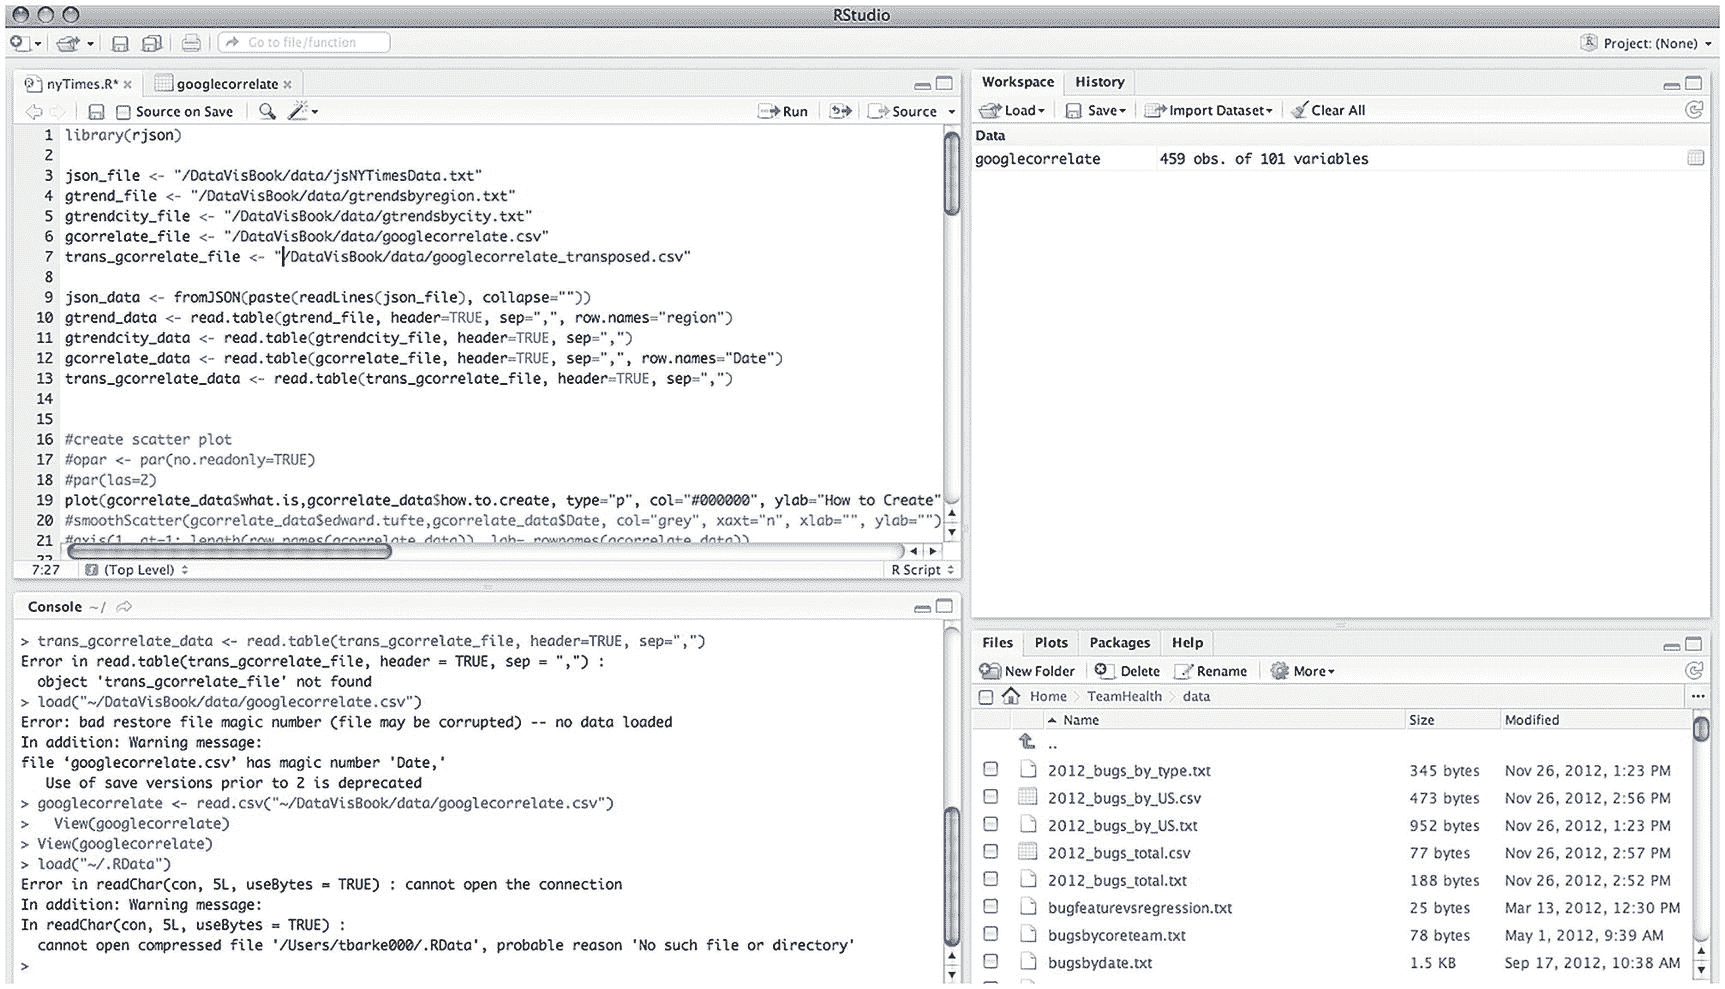 RStudio
Go to file/function
Project: (None)
nyTimes.R* googlecorrelate
Source on Save Run Source
1 library(rjson)
2
3 json_file <- "/DataVisBook/data/jsNYTimesData.txt"
4 gtrend_file <- "/DataVisBook/data/gtrendsbyregion.txt"
5 gtrendcity_file <- "/DataVisBook/data/gtrendsbycity.txt"
6 gcorrelate_file <- "/DataVisBook/data/googlecorrelate.csv"
7 trans_gcorrelate_file <- "/DataVisBook/data/googlecorrelate_transposed.csv"
8
9 json_data <- fromJSON(paste(readLines(json_file), collapse=""))
10 gtrend_data <- read.table(gtrend_file, header=TRUE, sep=",", row.names="region")
11 gtrendcity_data <- read.table(gtrendcity_file, header=TRUE, sep=",")
12 gcorrelate_data <- read.table(gcorrelate_file, header=TRUE, sep=",", row.names="Date")
13 trans_gcorrelate_data <- read.table(trans_gcorrelate_file, header=TRUE, sep=",")
14
15
16 #create scatter plot
17 #opar <- par(no.readonly=TRUE)
18 #par(las=2)
19 plot(gcorrelate_data$what.is,gcorrelate_data$how.to.create, type="p", col="#000000", ylab="How to Create"
20 #smoothScatter(gcorrelate_data$edward.tufte,gcorrelate_data$Date, col="grey", xaxt="n", xlab="", ylab="")
21 #axis(1, at=1: length(row.names(gcorrelate_data)), lab= rownames(gcorrelate_data))
22
7:27 (Top Level) R Script
Console ~/
> trans_gcorrelate_data <- read.table(trans_gcorrelate_file, header=TRUE, sep=",")
Error in read.table(trans_gcorrelate_file, header = TRUE, sep = ",") :
object 'trans_gcorrelate_file' not found
> load("~/DataVisBook/data/googlecorrelate.csv")
Error: bad restore file magic number (file may be corrupted) -- no data loaded
In addition: Warning message:
file ‘googlecorrelate.csv’ has magic number 'Date,'
Use of save versions prior to 2 is deprecated
> googlecorrelate <- read.csv("~/DataVisBook/data/googlecorrelate.csv")
> View(googlecorrelate)
> View(googlecorrelate)
> load("~/.RData")
Error in readChar(con, 5L, useBytes = TRUE) : cannot open the connection
In addition: Warning message:
In readChar(con, 5L, useBytes = TRUE) :
cannot open compressed file '/Users/tbarke000/.RData', probable reason 'No such file or directory'
>
Workspace History
Load Save Import Dataset Clear All
Data
googlecorrelate 459 obs. of 101 variables
Files Plots Packages Help
New Folder Delete Rename More
Home TeamHealth data ...
Name Size Modified
..
2012_bugs_by_type.txt 345 bytes Nov 26, 2012, 1:23 PM
2012_bugs_by_US.csv 473 bytes Nov 26, 2012, 2:56 PM
2012_bugs_by_US.txt 952 bytes Nov 26, 2012, 1:23 PM
2012_bugs_total.csv 77 bytes Nov 26, 2012, 2:57 PM
2012_bugs_total.txt 188 bytes Nov 26, 2012, 2:52 PM
bugfeaturevsregression.txt 25 bytes Mar 13, 2012, 12:30 PM
bugsbycoreteam.txt 78 bytes May 1, 2012, 9:39 AM
bugsbydate.txt 1.5 KB Sep 17, 2012, 10:38 AM